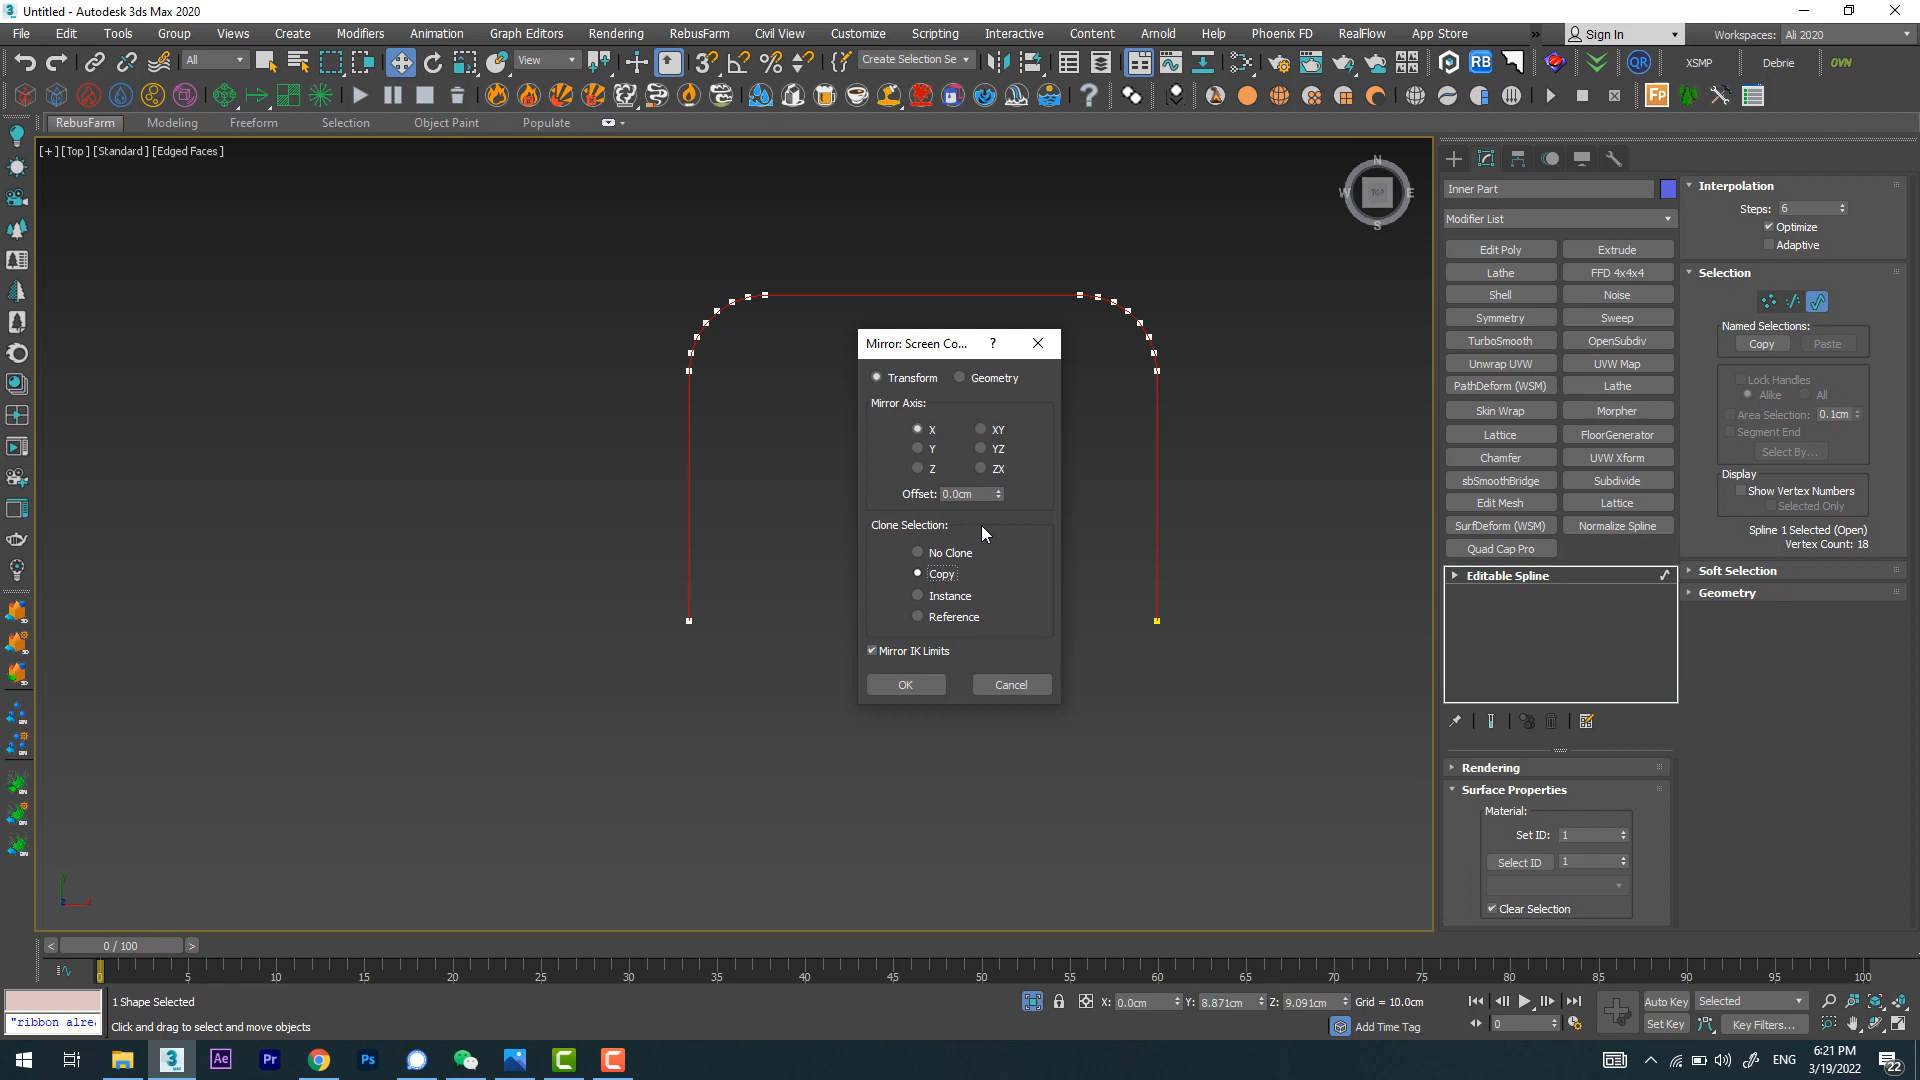 Untitled - Autodesk 3ds Max 2020
File Edit Tools Group Views Create Modifiers Animation Graph Editors Rendering RebusFarm Civil View Customize Scripting Interactive Content Arnold Help Phoenix FD RealFlow App Store » Sign In Workspaces: Ali 2020
All View Create Selection Se RB QR XSMP Debrie OVN
Fp
RebusFarm Modeling Freeform Selection Object Paint Populate
[+] [Top] [Standard] [Edged Faces]
N
W TOP E
S
Mirror: Screen Co... ?
Transform Geometry
Mirror Axis:
X XY
Y YZ
Z ZX
Offset: 0.0cm
Clone Selection:
No Clone
Copy
Instance
Reference
Mirror IK Limits
OK Cancel
Inner Part
Modifier List
Edit Poly Extrude
Lathe FFD 4x4x4
Shell Noise
Symmetry Sweep
TurboSmooth OpenSubdiv
Unwrap UVW UVW Map
PathDeform (WSM) Lathe
Skin Wrap Morpher
Lattice FloorGenerator
Chamfer UVW Xform
sbSmoothBridge Subdivide
Edit Mesh Lattice
SurfDeform (WSM) Normalize Spline
Quad Cap Pro
Editable Spline
Rendering
Surface Properties
Material:
Set ID: 1
Select ID 1
Clear Selection
Interpolation
Steps: 6
Optimize
Adaptive
Selection
Named Selections:
Copy Paste
Lock Handles
Alike All
Area Selection: 0.1cm
Segment End
Select By...
Display
Show Vertex Numbers
Selected Only
Spline 1 Selected (Open)
Vertex Count: 18
Soft Selection
Geometry
< 0 / 100 >
0 5 10 15 20 25 30 35 40 45 50 55 60 65 70 75 80 85 90 95 100
1 Shape Selected
"ribbon alrea
Click and drag to select and move objects
X: 0.0cm Y: 8.871cm Z: 9.091cm Grid = 10.0cm
Add Time Tag
0
Auto Key Selected
Set Key Key Filters...
Ae Pr Ps
ENG
6:21 PM
3/19/2022
22